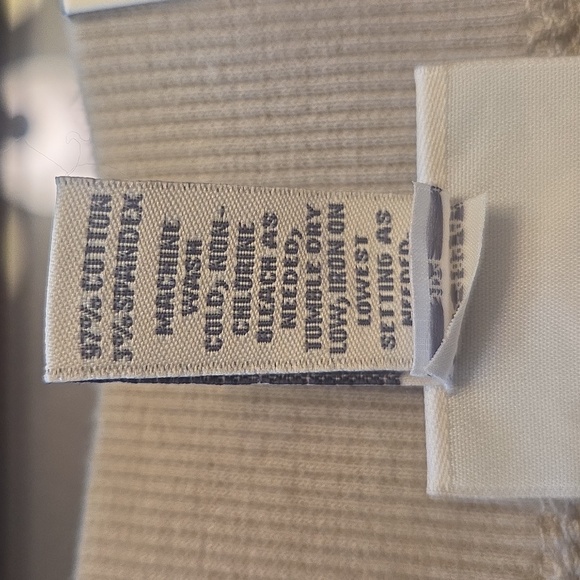 97% COTTON
3% SPANDEX
MACHINE
WASH
COLD, NON-
CHLORINE
BLEACH AS
NEEDED,
TUMBLE DRY
LOW, IRON ON
LOWEST
SETTING AS
NEEDED